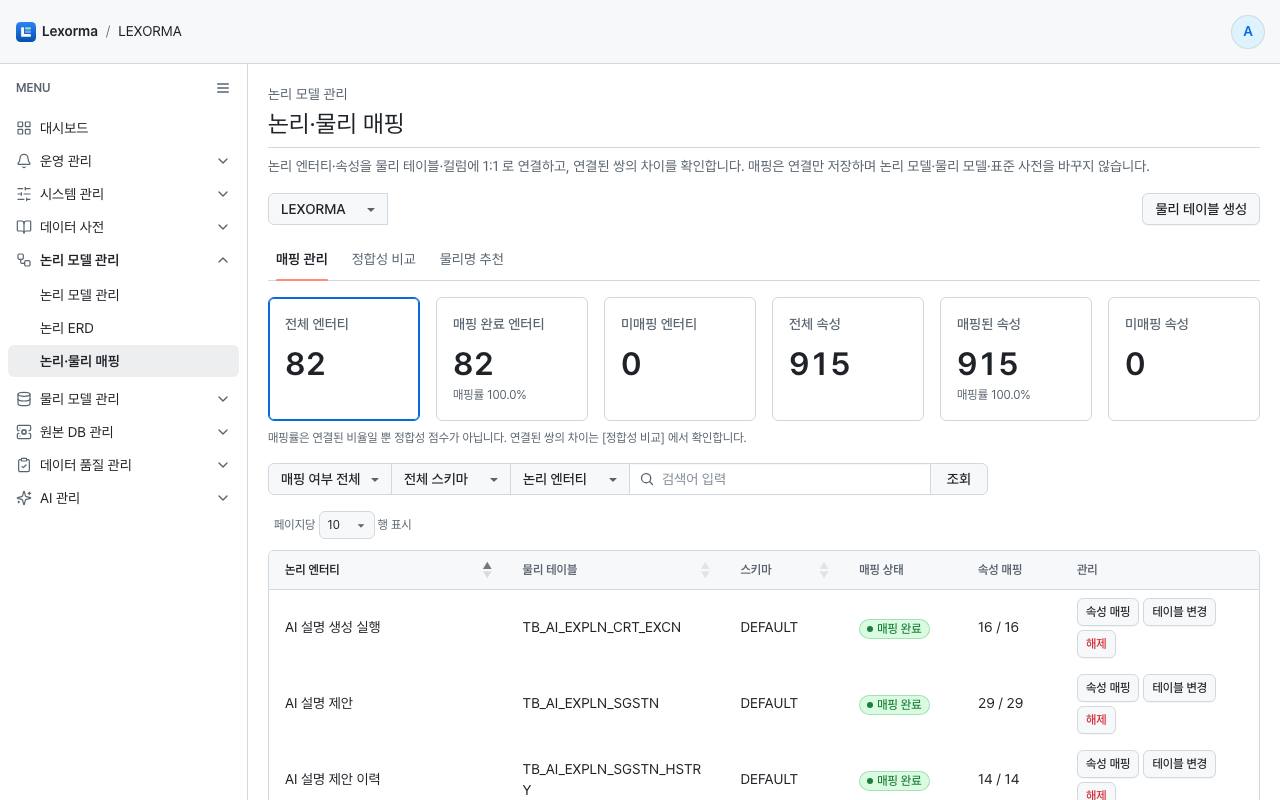 Lexorma / LEXORMA
A
MENU
대시보드
운영 관리
시스템 관리
데이터 사전
논리 모델 관리
논리 모델 관리
논리 ERD
논리·물리 매핑
물리 모델 관리
원본 DB 관리
데이터 품질 관리
AI 관리
논리 모델 관리
논리·물리 매핑
논리 엔터티·속성을 물리 테이블·컬럼에 1:1 로 연결하고, 연결된 쌍의 차이를 확인합니다. 매핑은 연결만 저장하며 논리 모델·물리 모델·표준 사전을 바꾸지 않습니다.
LEXORMA
물리 테이블 생성
매핑 관리 정합성 비교 물리명 추천
전체 엔터티 매핑 완료 엔터티 미매핑 엔터티 전체 속성 매핑된 속성 미매핑 속성
82 82 0 915 915 0
매핑률 100.0% 매핑률 100.0%
매핑률은 연결된 비율일 뿐 정합성 점수가 아닙니다. 연결된 쌍의 차이는 [정합성 비교] 에서 확인합니다.
매핑 여부 전체 전체 스키마 논리 엔터티 검색어 입력 조회
페이지당 10 행 표시
논리 엔터티 물리 테이블 스키마 매핑 상태 속성 매핑 관리
AI 설명 생성 실행 TB_AI_EXPLN_CRT_EXCN DEFAULT 매핑 완료 16 / 16 속성 매핑 테이블 변경
해제
AI 설명 제안 TB_AI_EXPLN_SGSTN DEFAULT 매핑 완료 29 / 29 속성 매핑 테이블 변경
해제
AI 설명 제안 이력 TB_AI_EXPLN_SGSTN_HSTR
Y DEFAULT 매핑 완료 14 / 14 속성 매핑 테이블 변경
해제